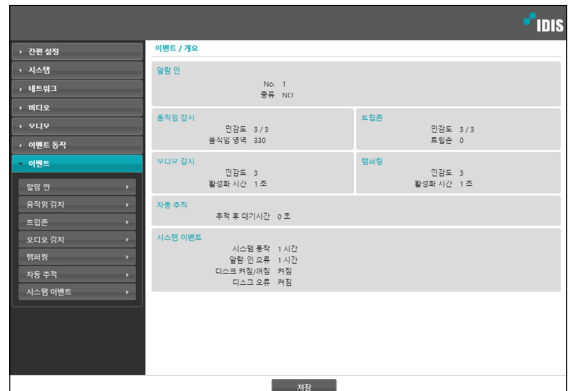 IDIS
간편 설정
시스템
네트워크
비디오
오디오
이벤트 동작
이벤트
알람 인
움직임 감지
트립존
오디오 감지
탬퍼링
자동 추적
시스템 이벤트
이벤트 / 개요
알람 인
No. 1
종류 NO
움직임 감지
민감도 3 / 3
움직임 영역 330
트립존
민감도 3 / 3
트립존 0
오디오 감지
민감도 3
활성화 시간 1 초
탬퍼링
민감도 3
활성화 시간 1 초
자동 추적
추적 후 대기시간 0 초
시스템 이벤트
시스템 동작 1 시간
알람 인 오류 1 시간
디스크 켜짐/꺼짐 켜짐
디스크 오류 켜짐
저장